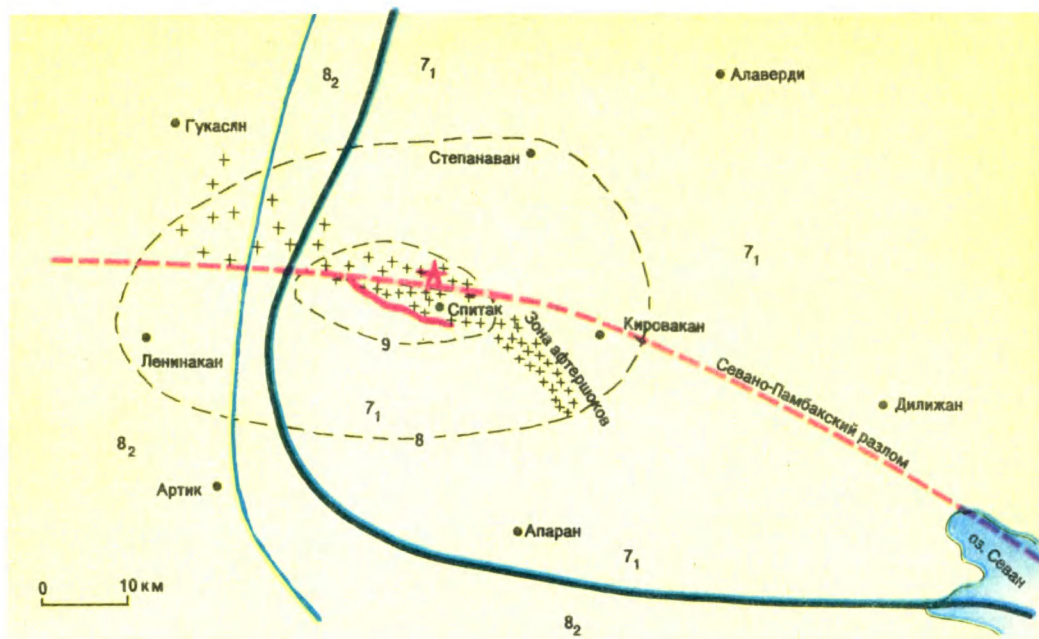 8₂
7₁
Алаверди
Гукасян
Степанаван
7₁
Спитак
Зона афтершоков
Кировакан
9
Ленинакан
Севано-Памбакский разлом
Дилижан
7₁
8
8₂
Артик
Апаран
оз. Севан
7₁
0 10 км
8₂